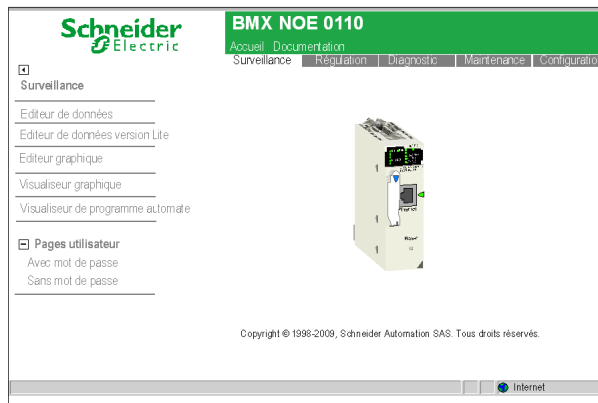 Schneider
Electric
BMX NOE 0110
Accueil Documentation
Surveillance Régulation Diagnostic Maintenance Configuratio
Surveillance
Editeur de données
Editeur de données version Lite
Editeur graphique
Visualiseur graphique
Visualiseur de programme automate
Pages utilisateur
Avec mot de passe
Sans mot de passe
Copyright © 1998-2009, Schneider Automation SAS. Tous droits réservés.
Internet